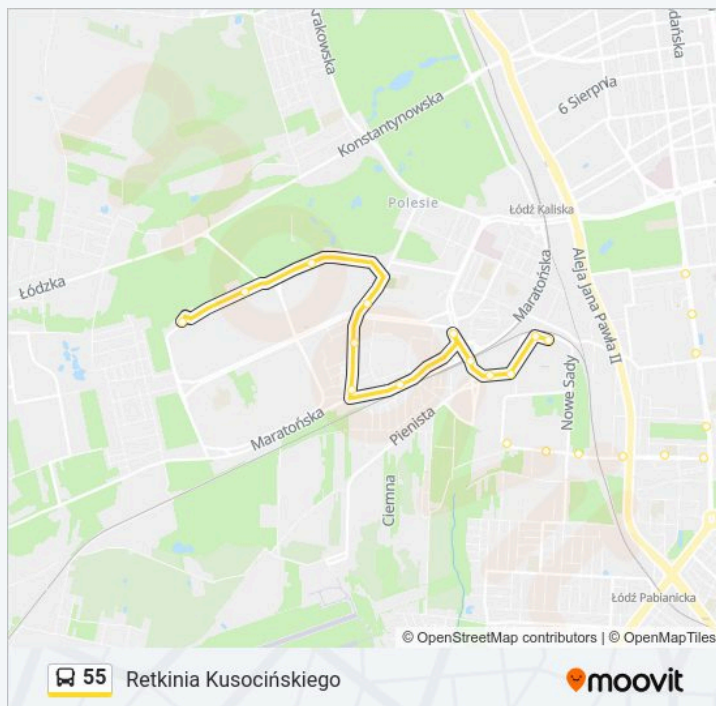 rakowska
dańska
6 Sierpnia
Konstantynowska
Polesie
Łódź Kaliska
Łódzka
Maratońska
Aleja Jana Pawła II
Nowe Sady
Maratońska
Pienista
Ciemna
Łódź Pabianicka
© OpenStreetMap contributors | © OpenMapTiles
55 Retkinia Kusocińskiego
moovit